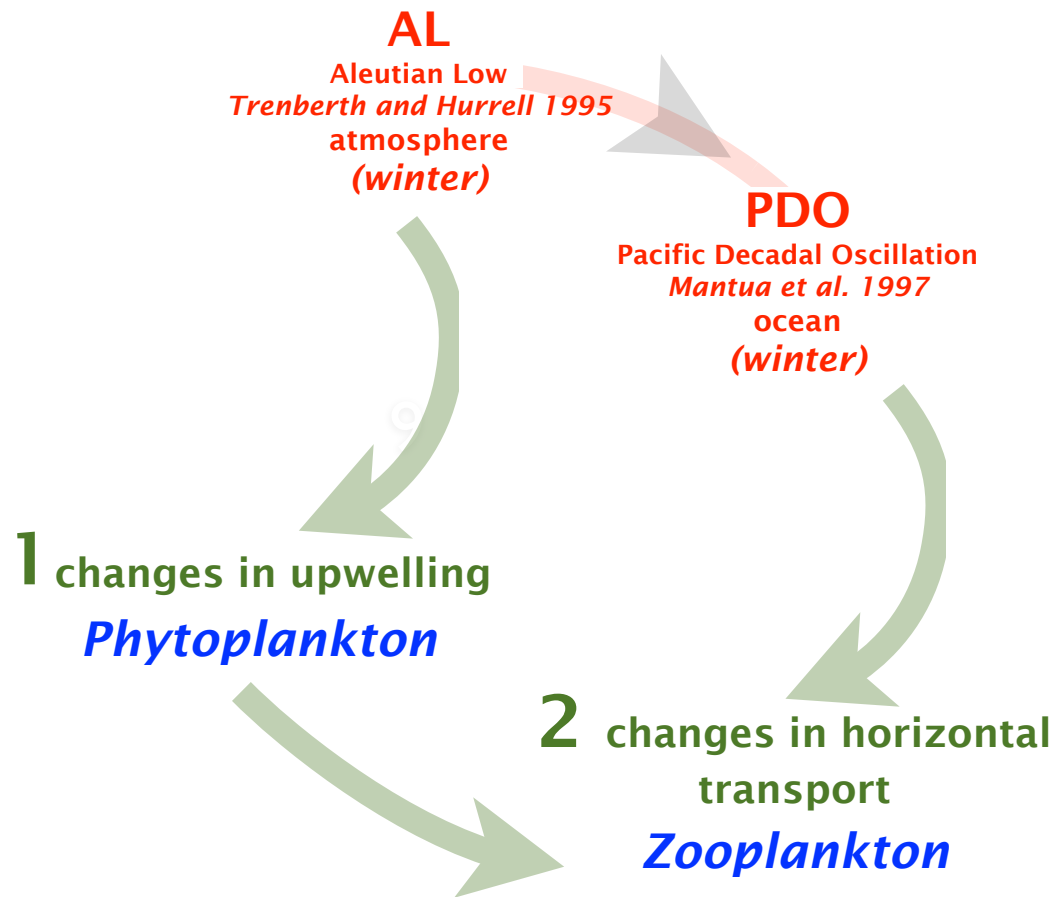 AL
Aleutian Low
Trenberth and Hurrell 1995
atmosphere
(winter)
PDO
Pacific Decadal Oscillation
Mantua et al. 1997
ocean
(winter)
9
1 changes in upwelling
Phytoplankton
2 changes in horizontal
transport
Zooplankton